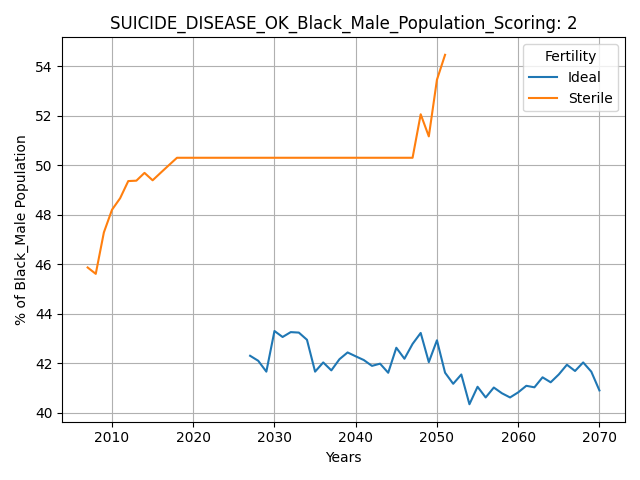 SUICIDE_DISEASE_OK_Black_Male_Population_Scoring: 2
Fertility
Ideal
Sterile
% of Black_Male Population
54
52
50
48
46
44
42
40
2010 2020 2030 2040 2050 2060 2070
Years